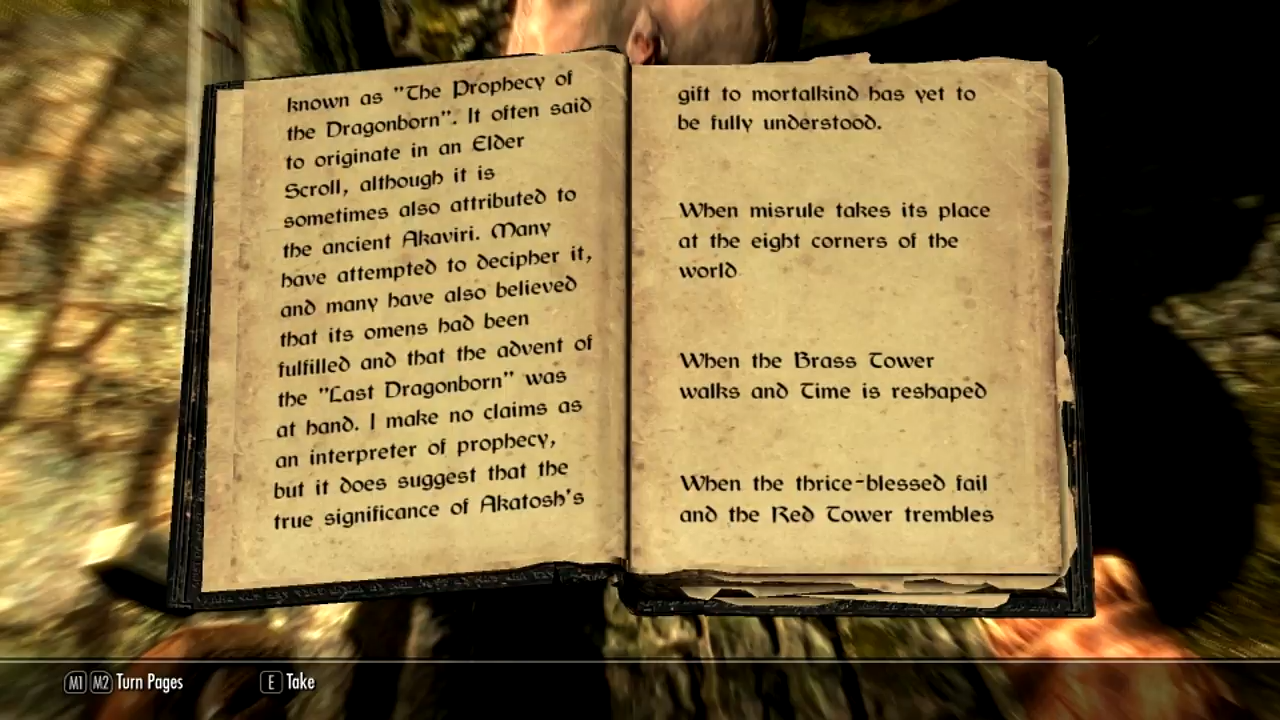 known as "The Prophecy of
the Dragonborn". It often said
to originate in an Elder
Scroll, although it is
sometimes also attributed to
the ancient Akaviri. Many
have attempted to decipher it,
and many have also believed
that its omens had been
fulfilled and that the advent of
the "Last Dragonborn" was
at hand. I make no claims as
an interpreter of prophecy,
but it does suggest that the
true significance of Akatosh's
gift to mortalkind has yet to
be fully understood.
When misrule takes its place
at the eight corners of the
world
When the Brass Tower
walks and Time is reshaped
When the thrice-blessed fail
and the Red Tower trembles
M1 M2 Turn Pages
E Take